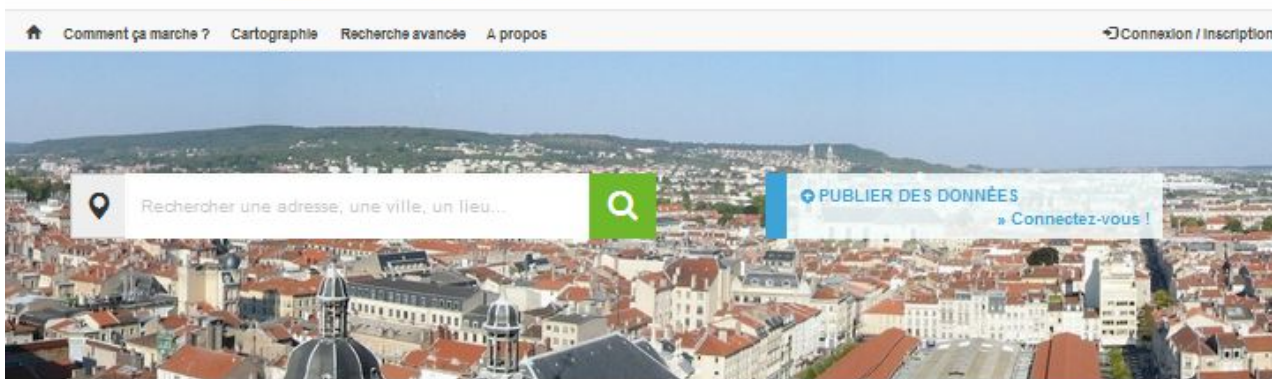 Comment ça marche ? Cartographie Recherche avancée A propos Connexion / Inscription
Rechercher une adresse, une ville, un lieu...
PUBLIER DES DONNÉES
» Connectez-vous !